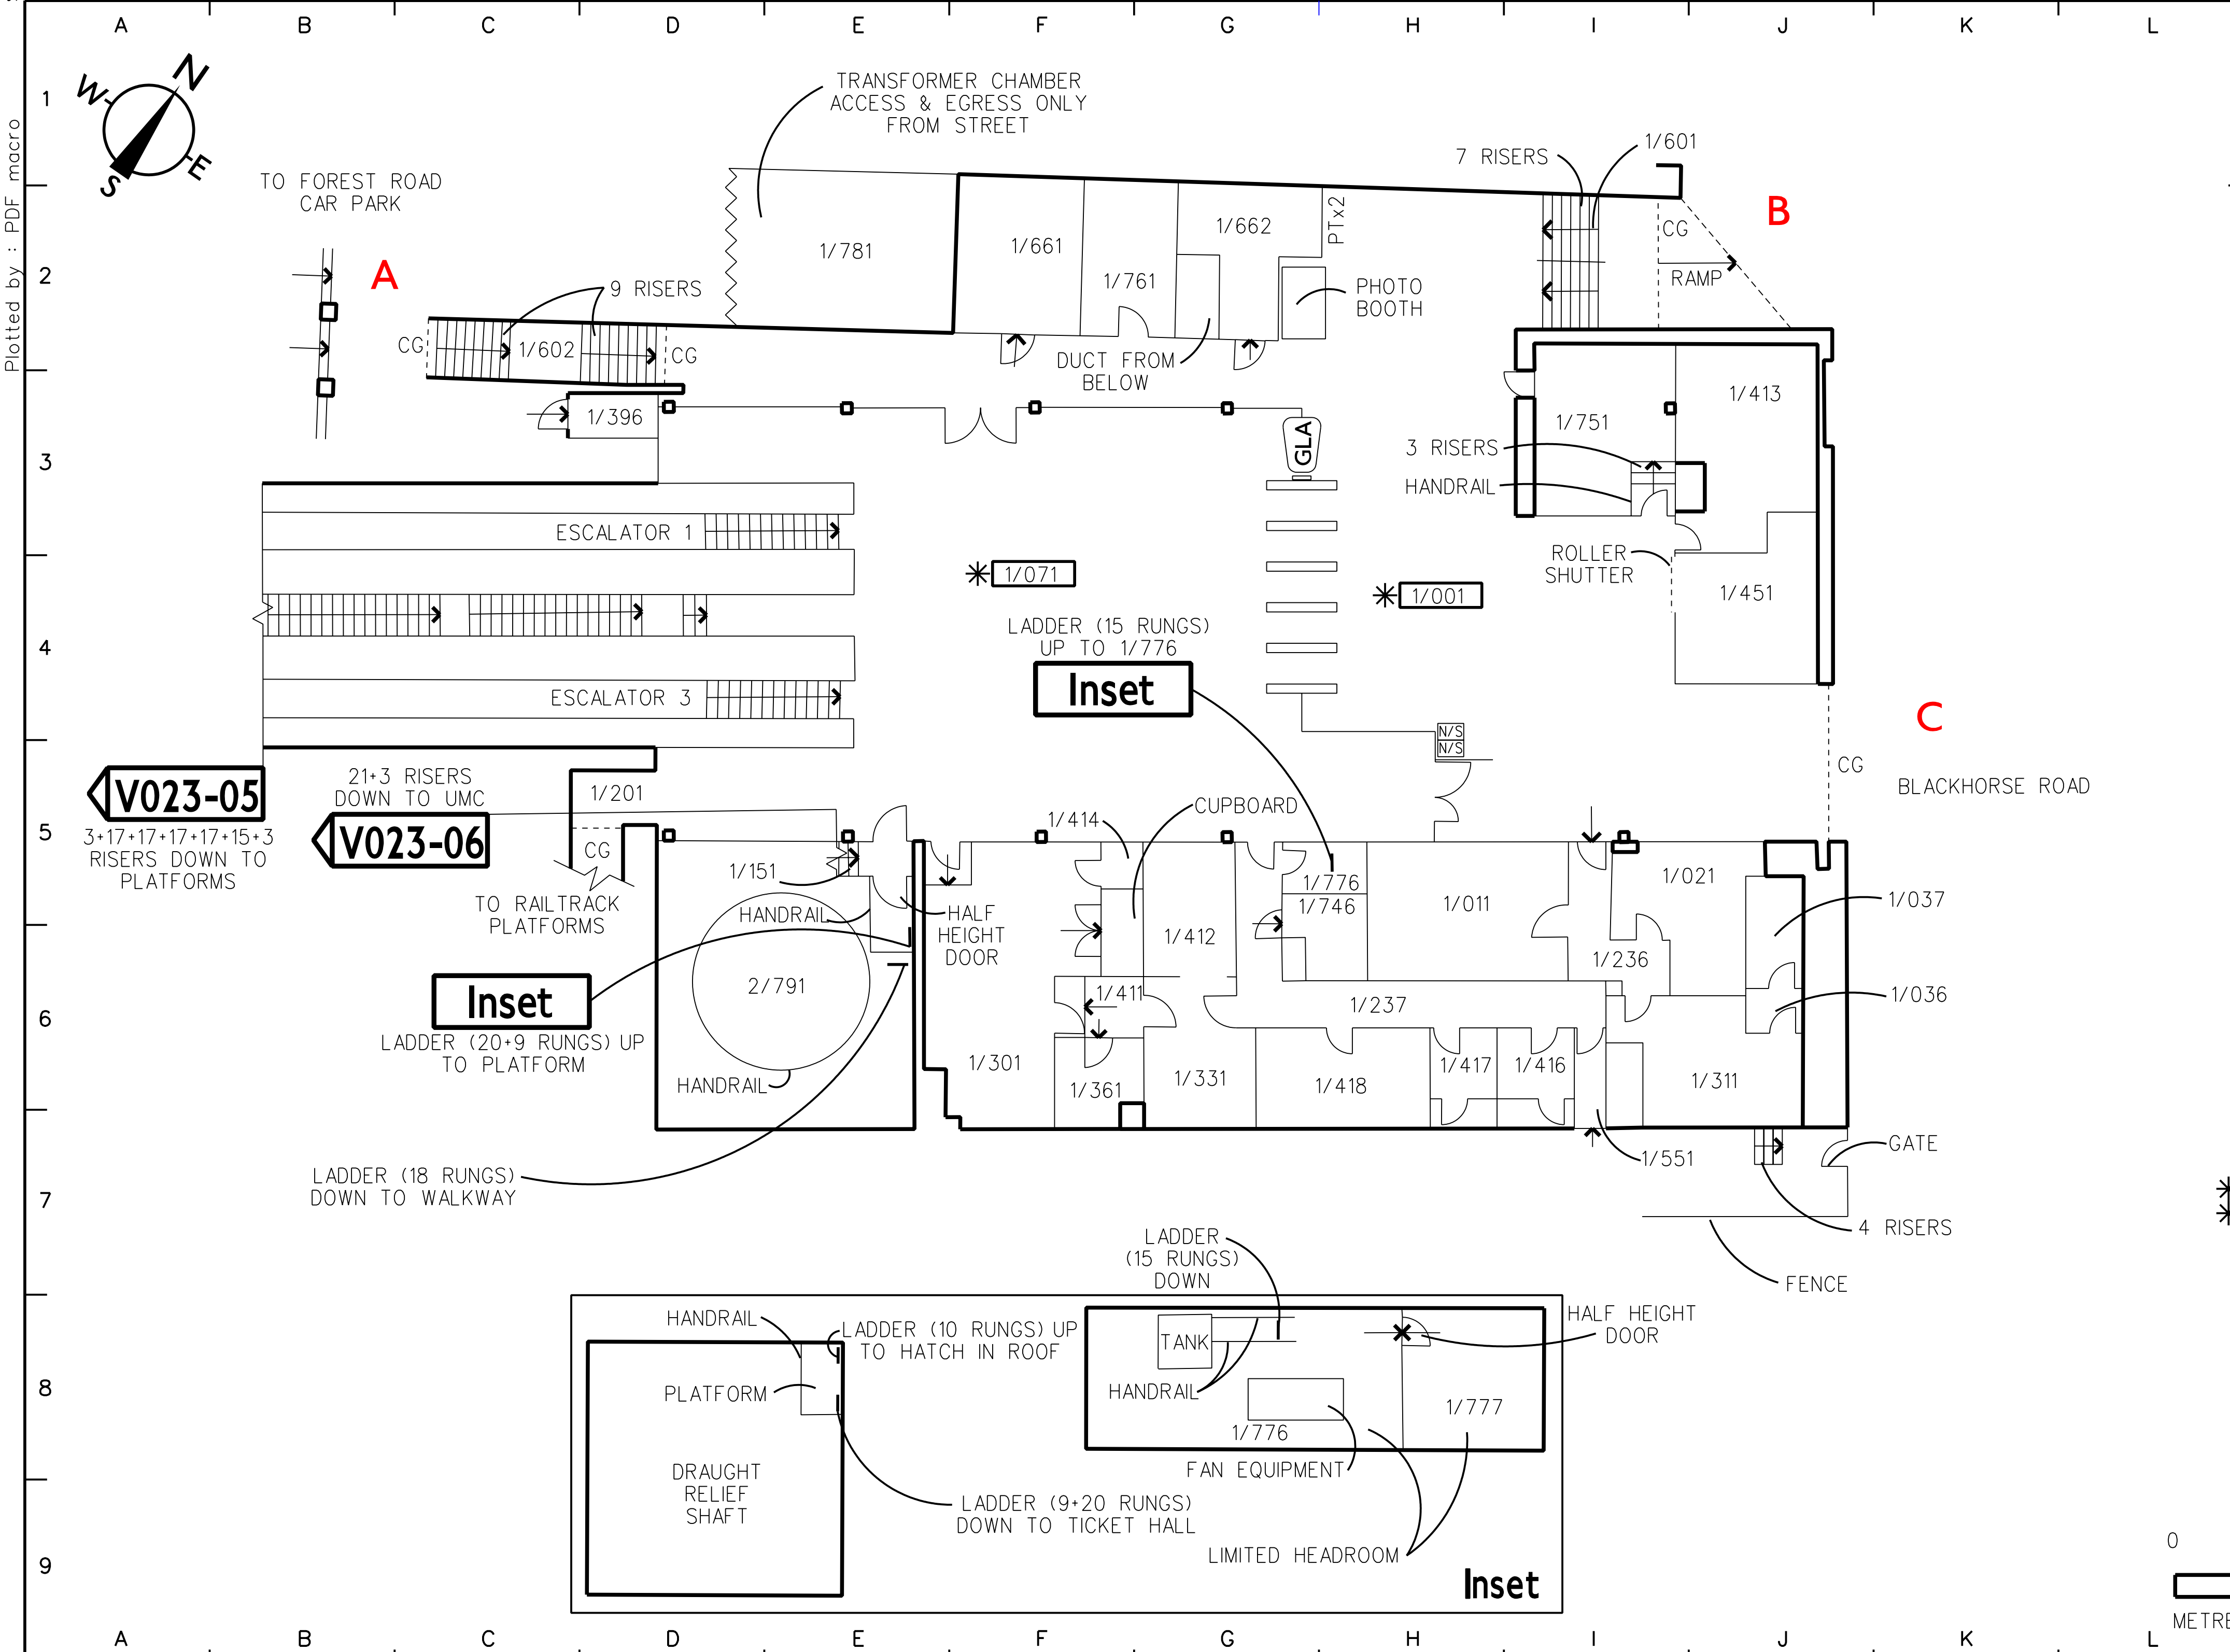 A B C D E F G H I J K L
Plotted by : PDF macro
1
2
3
4
5
6
7
8
9
N
W
E
S
TO FOREST ROAD
CAR PARK
A
TRANSFORMER CHAMBER
ACCESS & EGRESS ONLY
FROM STREET
7 RISERS
1/601
B
CG
RAMP
1/781
1/661
1/761
1/662
PTx2
PHOTO
BOOTH
DUCT FROM
BELOW
9 RISERS
CG
1/602
CG
1/396
GLA
1/413
1/751
3 RISERS
HANDRAIL
ROLLER
SHUTTER
1/451
ESCALATOR 1
1/071
1/001
LADDER (15 RUNGS)
UP TO 1/776
Inset
ESCALATOR 3
N/S
N/S
C
CG
BLACKHORSE ROAD
V023-05
3+17+17+17+17+15+3
RISERS DOWN TO
PLATFORMS
21+3 RISERS
DOWN TO UMC
V023-06
1/201
CG
TO RAILTRACK
PLATFORMS
1/151
HANDRAIL
HALF
HEIGHT
DOOR
1/414
CUPBOARD
1/776
1/746
1/011
1/021
1/037
1/412
1/236
1/036
2/791
1/411
1/237
Inset
LADDER (20+9 RUNGS) UP
TO PLATFORM
HANDRAIL
1/301
1/361
1/331
1/418
1/417
1/416
1/311
GATE
1/551
4 RISERS
FENCE
LADDER (18 RUNGS)
DOWN TO WALKWAY
LADDER
(15 RUNGS)
DOWN
HANDRAIL
LADDER (10 RUNGS) UP
TO HATCH IN ROOF
PLATFORM
TANK
HANDRAIL
HALF HEIGHT
DOOR
1/777
1/776
FAN EQUIPMENT
DRAUGHT
RELIEF
SHAFT
LADDER (9+20 RUNGS)
DOWN TO TICKET HALL
LIMITED HEADROOM
Inset
0
A B C D E F G H I J K L